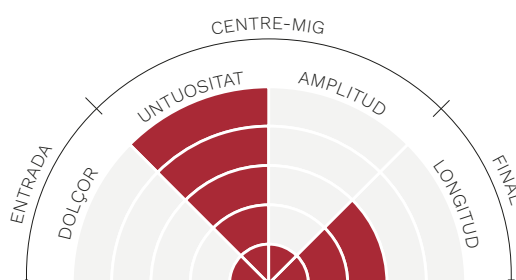 CENTRE-MIG
UNTUOSITAT
AMPLITUD
ENTRADA
DOLÇOR
LONGITUD
FINAL